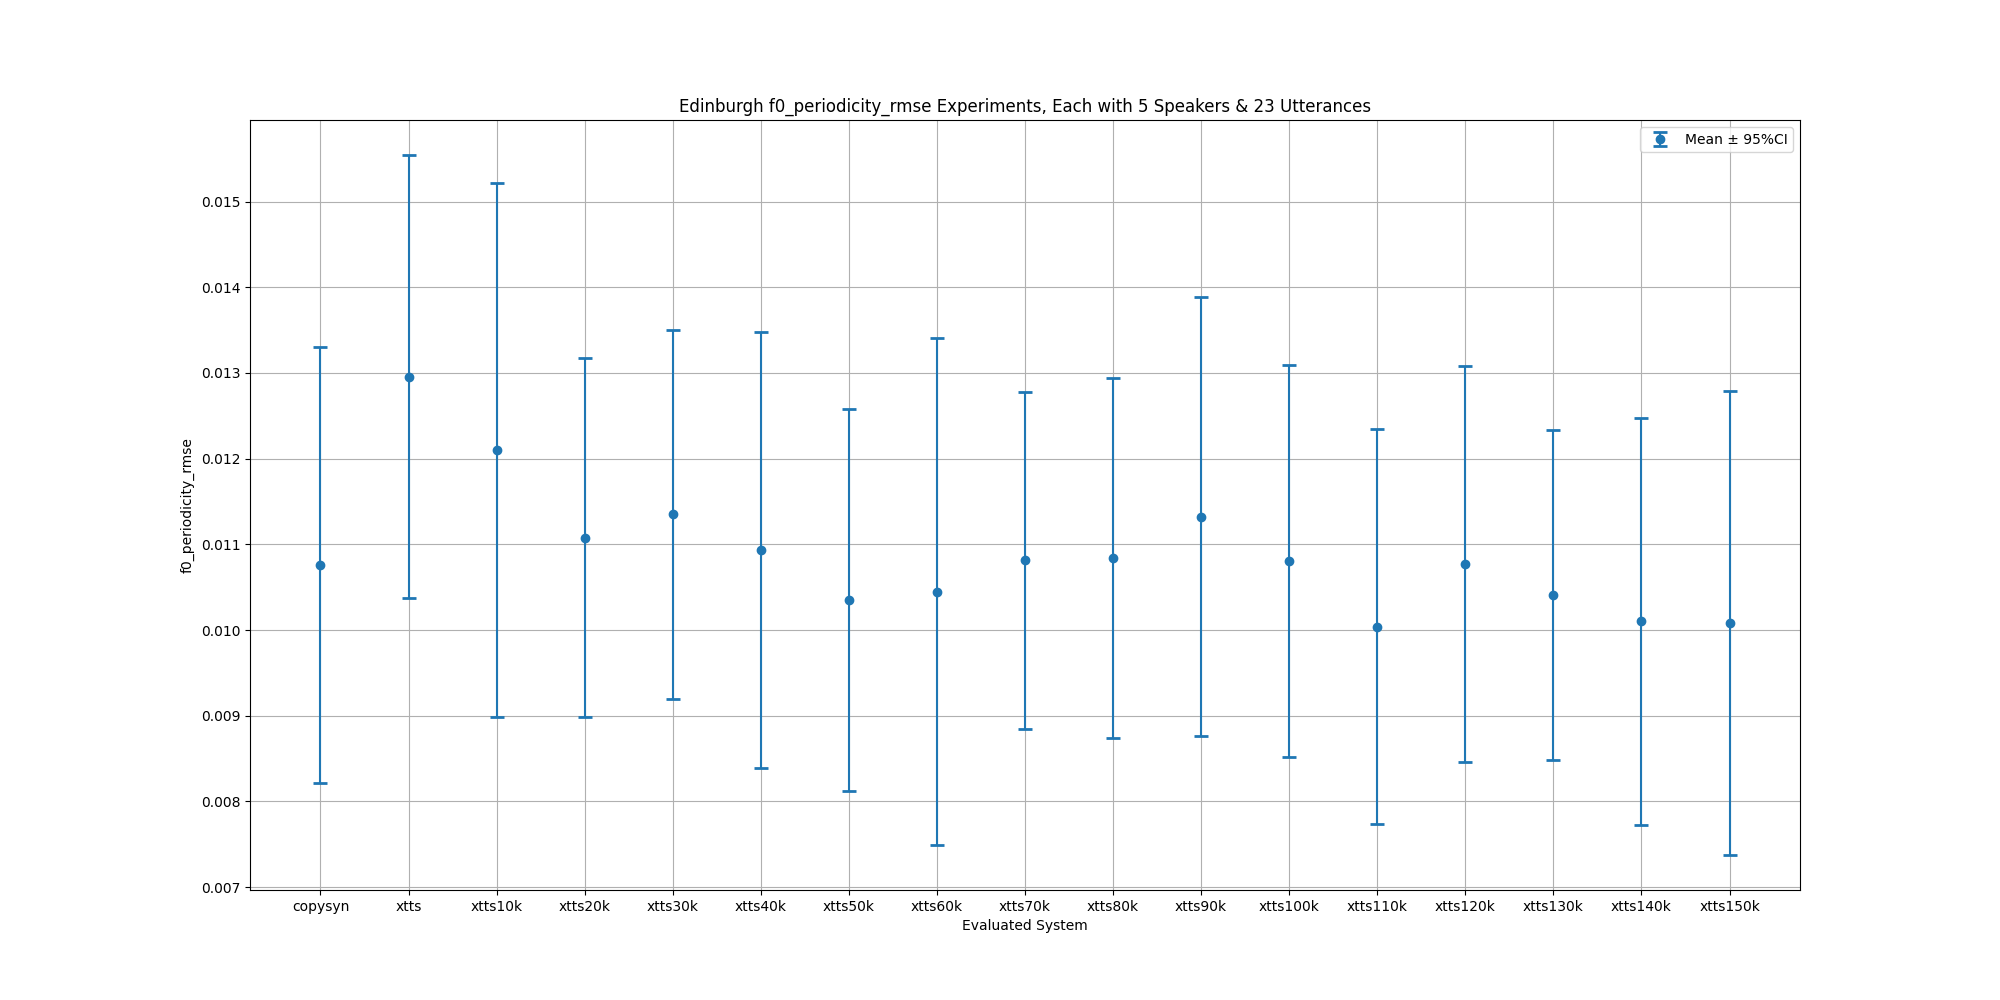 Edinburgh f0_periodicity_rmse Experiments, Each with 5 Speakers & 23 Utterances
Mean ± 95%CI
0.015
0.014
0.013
0.012
0.011
0.010
0.009
0.008
0.007
f0_periodicity_rmse
copysyn xtts xtts10k xtts20k xtts30k xtts40k xtts50k xtts60k xtts70k xtts80k xtts90k xtts100k xtts110k xtts120k xtts130k xtts140k xtts150k
Evaluated System